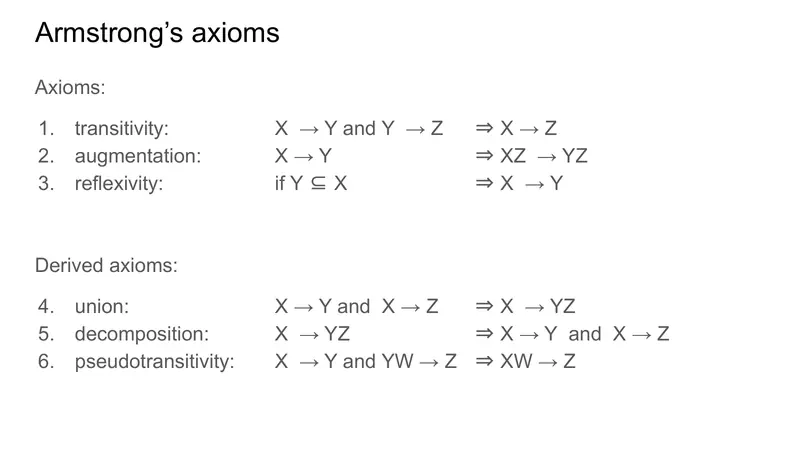 Armstrong’s axioms
Axioms:
1. transitivity: X → Y and Y → Z ⇒ X → Z
2. augmentation: X → Y ⇒ XZ → YZ
3. reflexivity: if Y ⊆ X ⇒ X → Y
Derived axioms:
4. union: X → Y and X → Z ⇒ X → YZ
5. decomposition: X → YZ ⇒ X → Y and X → Z
6. pseudotransitivity: X → Y and YW → Z ⇒ XW → Z